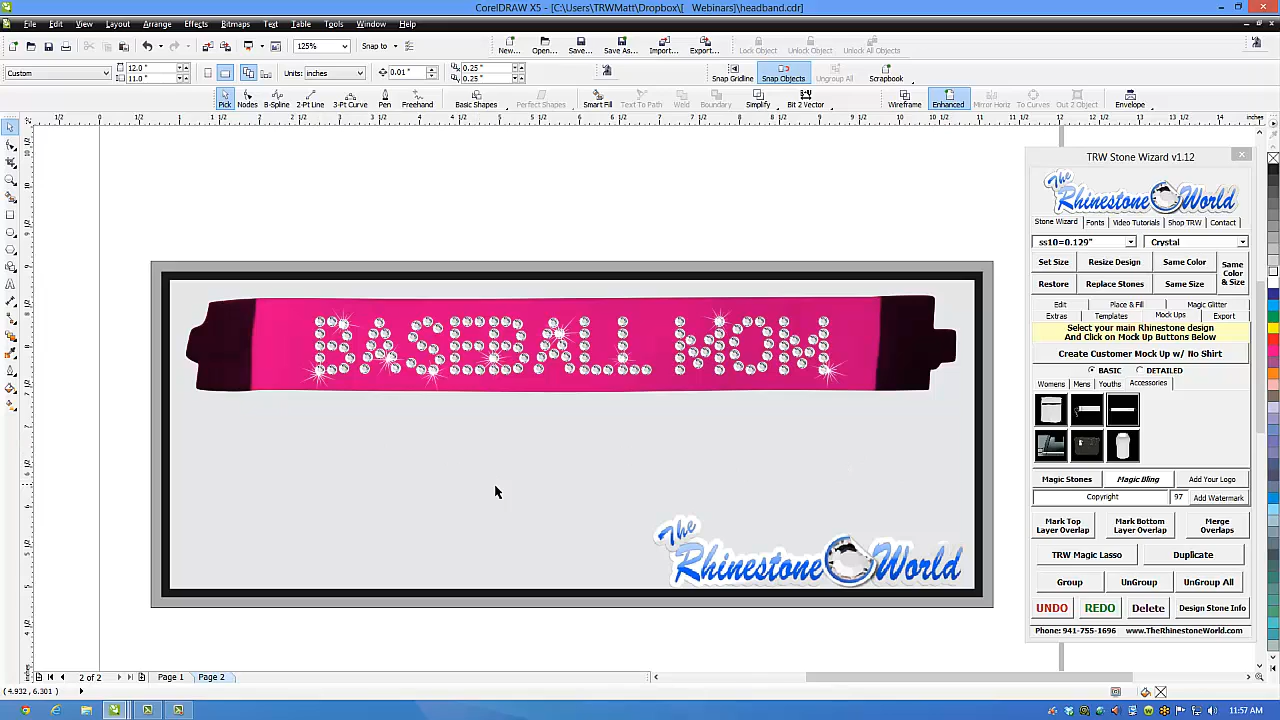 CorelDRAW X5 - [C:\Users\TRWMatt\Dropbox\[ Webinars]\headband.cdr]
File Edit View Layout Arrange Effects Bitmaps Text Table Tools Window Help
125% Snap to New... Open... Save... Save As... Import... Export... Lock Object Unlock Object Unlock All Objects
Custom 12.0 " 11.0 " Units: inches 0.01 " 0.25 " 0.25 " Snap Gridline Snap Objects Ungroup All Scrapbook
Pick Nodes B-Spline 2-Pt Line 3-Pt Curve Pen Freehand Basic Shapes Perfect Shapes Smart Fill Text To Path Weld Boundary Simplify Bit 2 Vector Wireframe Enhanced Mirror Horiz To Curves Out 2 Object Envelope
inches
TRW Stone Wizard v1.12
The
Rhinestone World
Stone Wizard Fonts Video Tutorials Shop TRW Contact
ss10=0.129" Crystal
Set Size Resize Design Same Color Same Color & Size
Restore Replace Stones Same Size
Edit Place & Fill Magic Glitter
Extras Templates Mock Ups Export
Select your main Rhinestone design
And Click on Mock Up Buttons Below
Create Customer Mock Up w/ No Shirt
BASIC DETAILED
Womens Mens Youths Accessories
Magic Stones Magic Bling Add Your Logo
Copyright 97 Add Watermark
Mark Top Layer Overlap Mark Bottom Layer Overlap Merge Overlaps
TRW Magic Lasso Duplicate
Group UnGroup UnGroup All
UNDO REDO Delete Design Stone Info
Phone: 941-755-1696 www.TheRhinestoneWorld.com
BASEBALL MOM
The
Rhinestone World
2 of 2 Page 1 Page 2
(4.932, 6.301)
11:57 AM